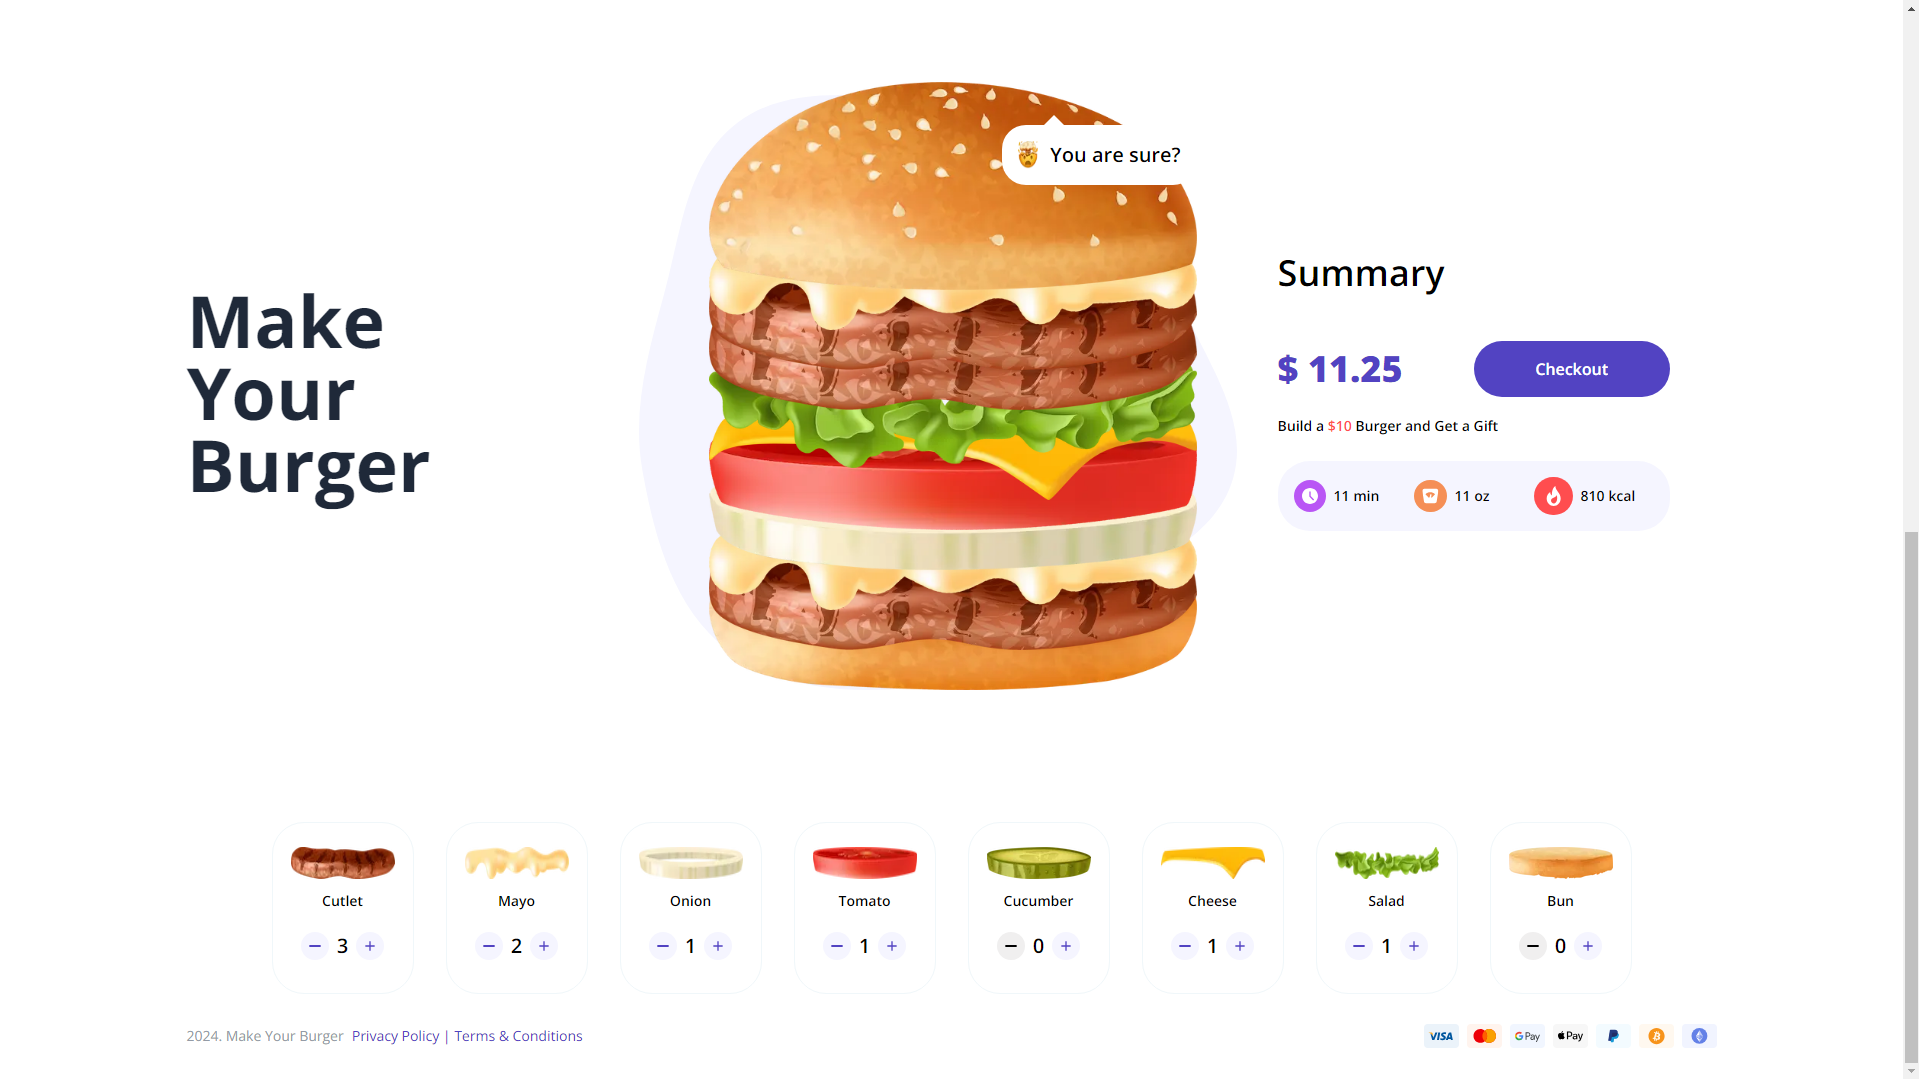 You are sure?
Make
Your
Burger
Summary
$ 11.25
Checkout
Build a $10 Burger and Get a Gift
11 min
11 oz
810 kcal
Cutlet
3
Mayo
2
Onion
1
Tomato
1
Cucumber
0
Cheese
1
Salad
1
Bun
0
2024. Make Your Burger Privacy Policy | Terms & Conditions
VISA
G Pay
Pay